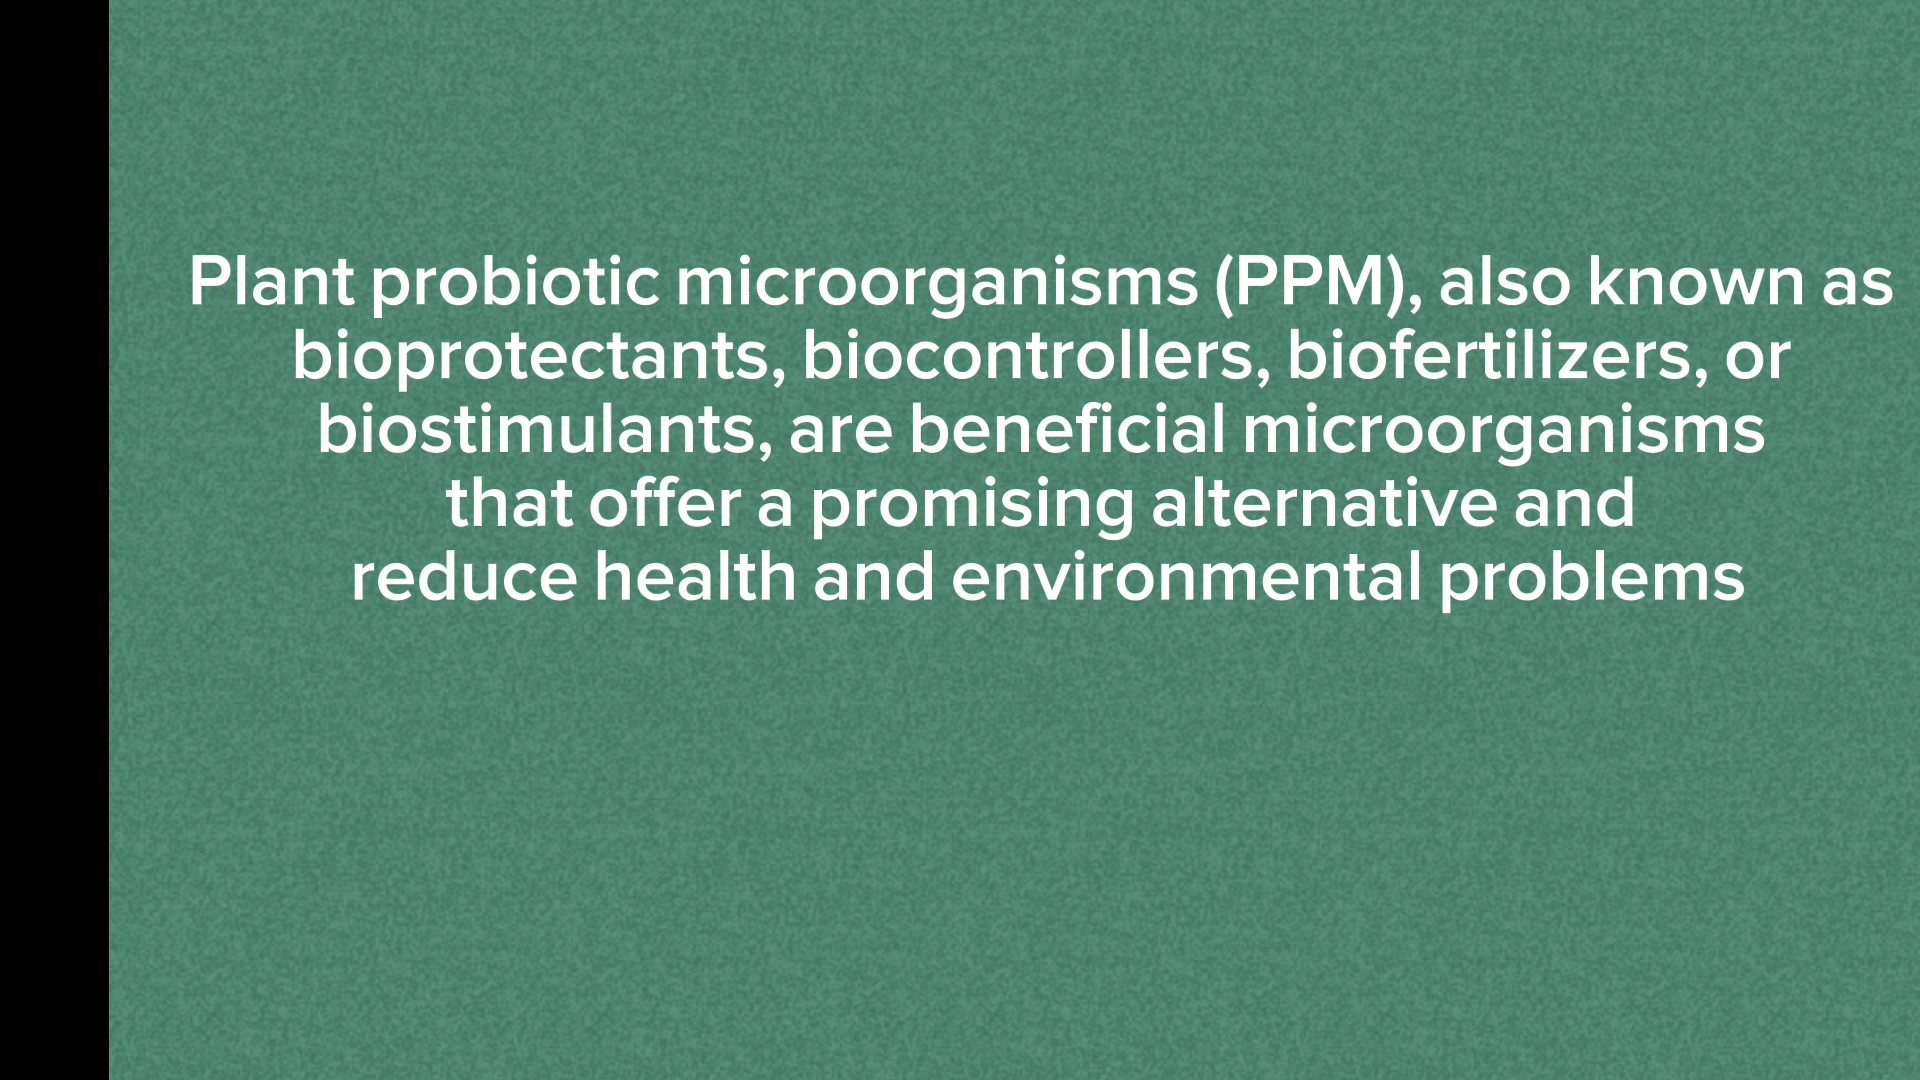 Plant probiotic microorganisms (PPM), also known as
bioprotectants, biocontrollers, biofertilizers, or
biostimulants, are beneficial microorganisms
that offer a promising alternative and
reduce health and environmental problems